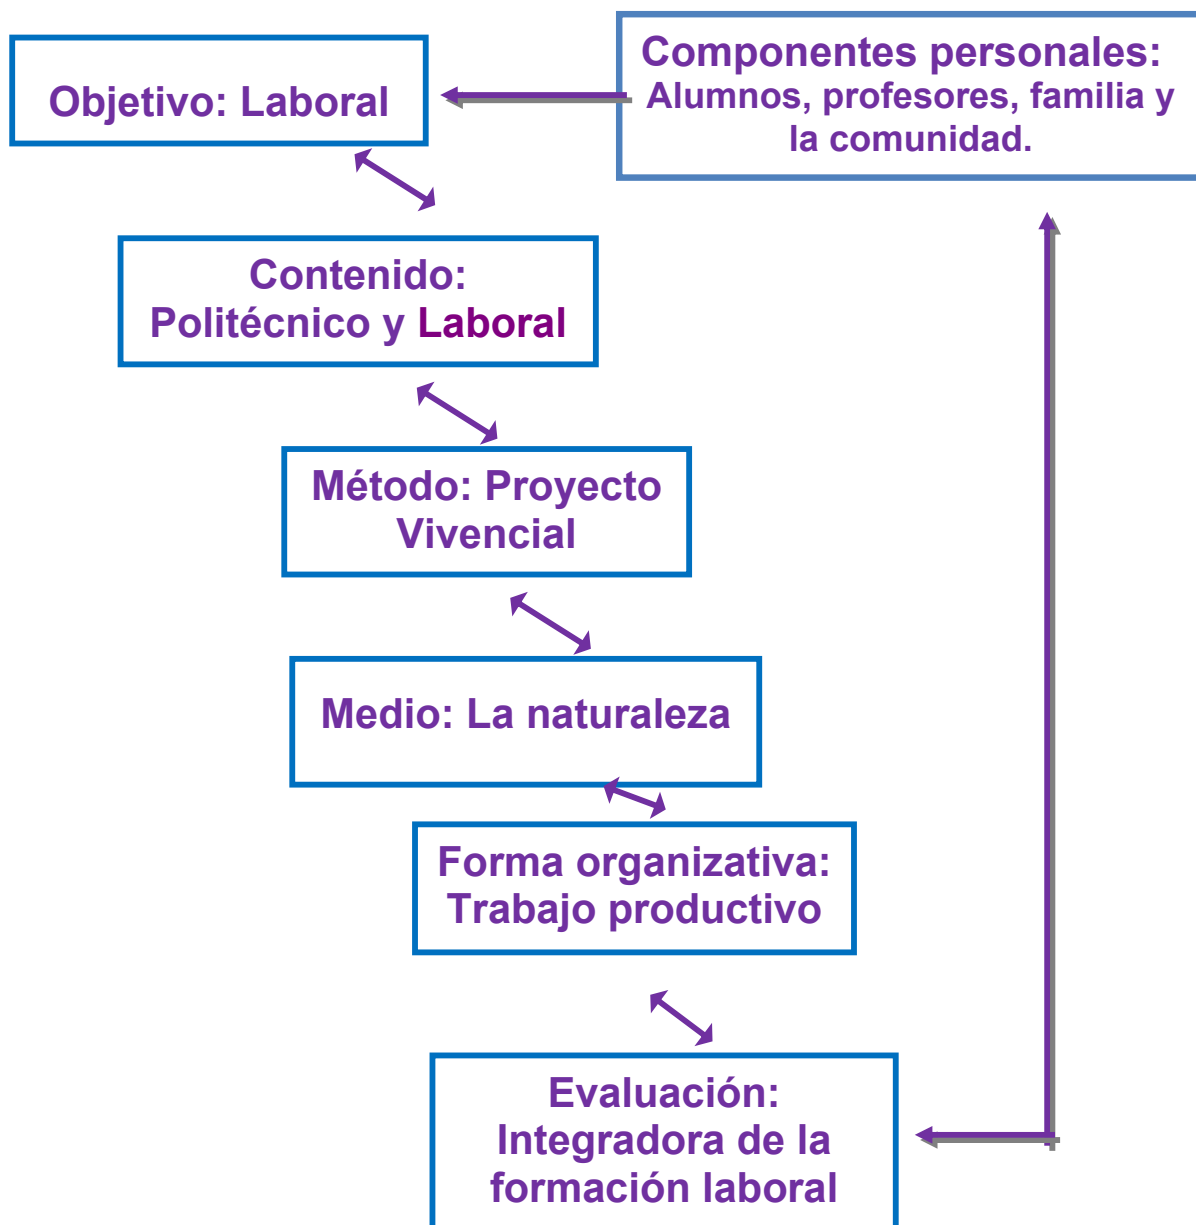 Objetivo: Laboral
Componentes personales:
Alumnos, profesores, familia y
la comunidad.
Contenido:
Politécnico y Laboral
Método: Proyecto
Vivencial
Medio: La naturaleza
Forma organizativa:
Trabajo productivo
Evaluación:
Integradora de la
formación laboral